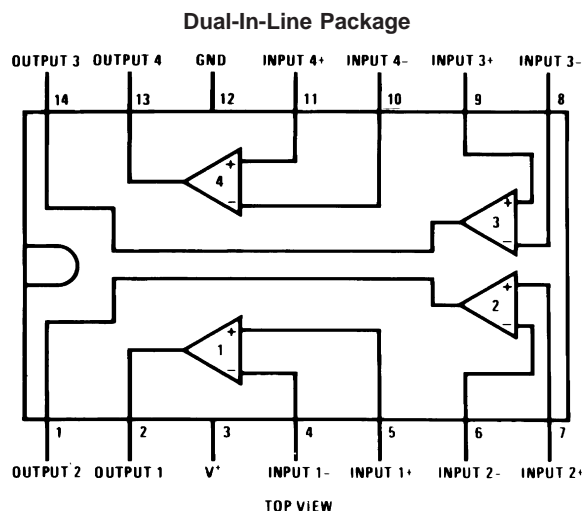 Dual-In-Line Package
OUTPUT 3 OUTPUT 4 GND INPUT 4+ INPUT 4- INPUT 3+ INPUT 3-
14 13 12 11 10 9 8
+
4
−
+
3
−
+
2
−
+
1
−
1 2 3 4 5 6 7
OUTPUT 2 OUTPUT 1 V+ INPUT 1- INPUT 1+ INPUT 2- INPUT 2+
TOP VIEW